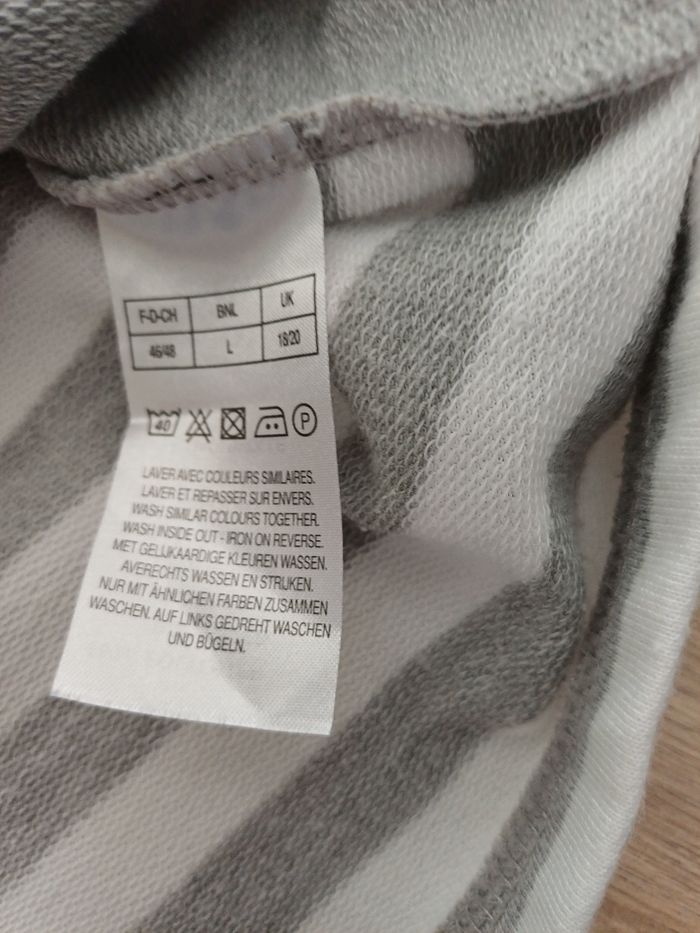 F-D-CH BNL UK
46/48 L 18/20
40 P
LAVER AVEC COULEURS SIMILAIRES.
LAVER ET REPASSER SUR ENVERS.
WASH SIMILAR COLOURS TOGETHER.
WASH INSIDE OUT - IRON ON REVERSE.
MET GELIJKAARDIGE KLEUREN WASSEN.
AVERECHTS WASSEN EN STRIJKEN.
NUR MIT ÄHNLICHEN FARBEN ZUSAMMEN
WASCHEN. AUF LINKS GEDREHT WASCHEN
UND BÜGELN.